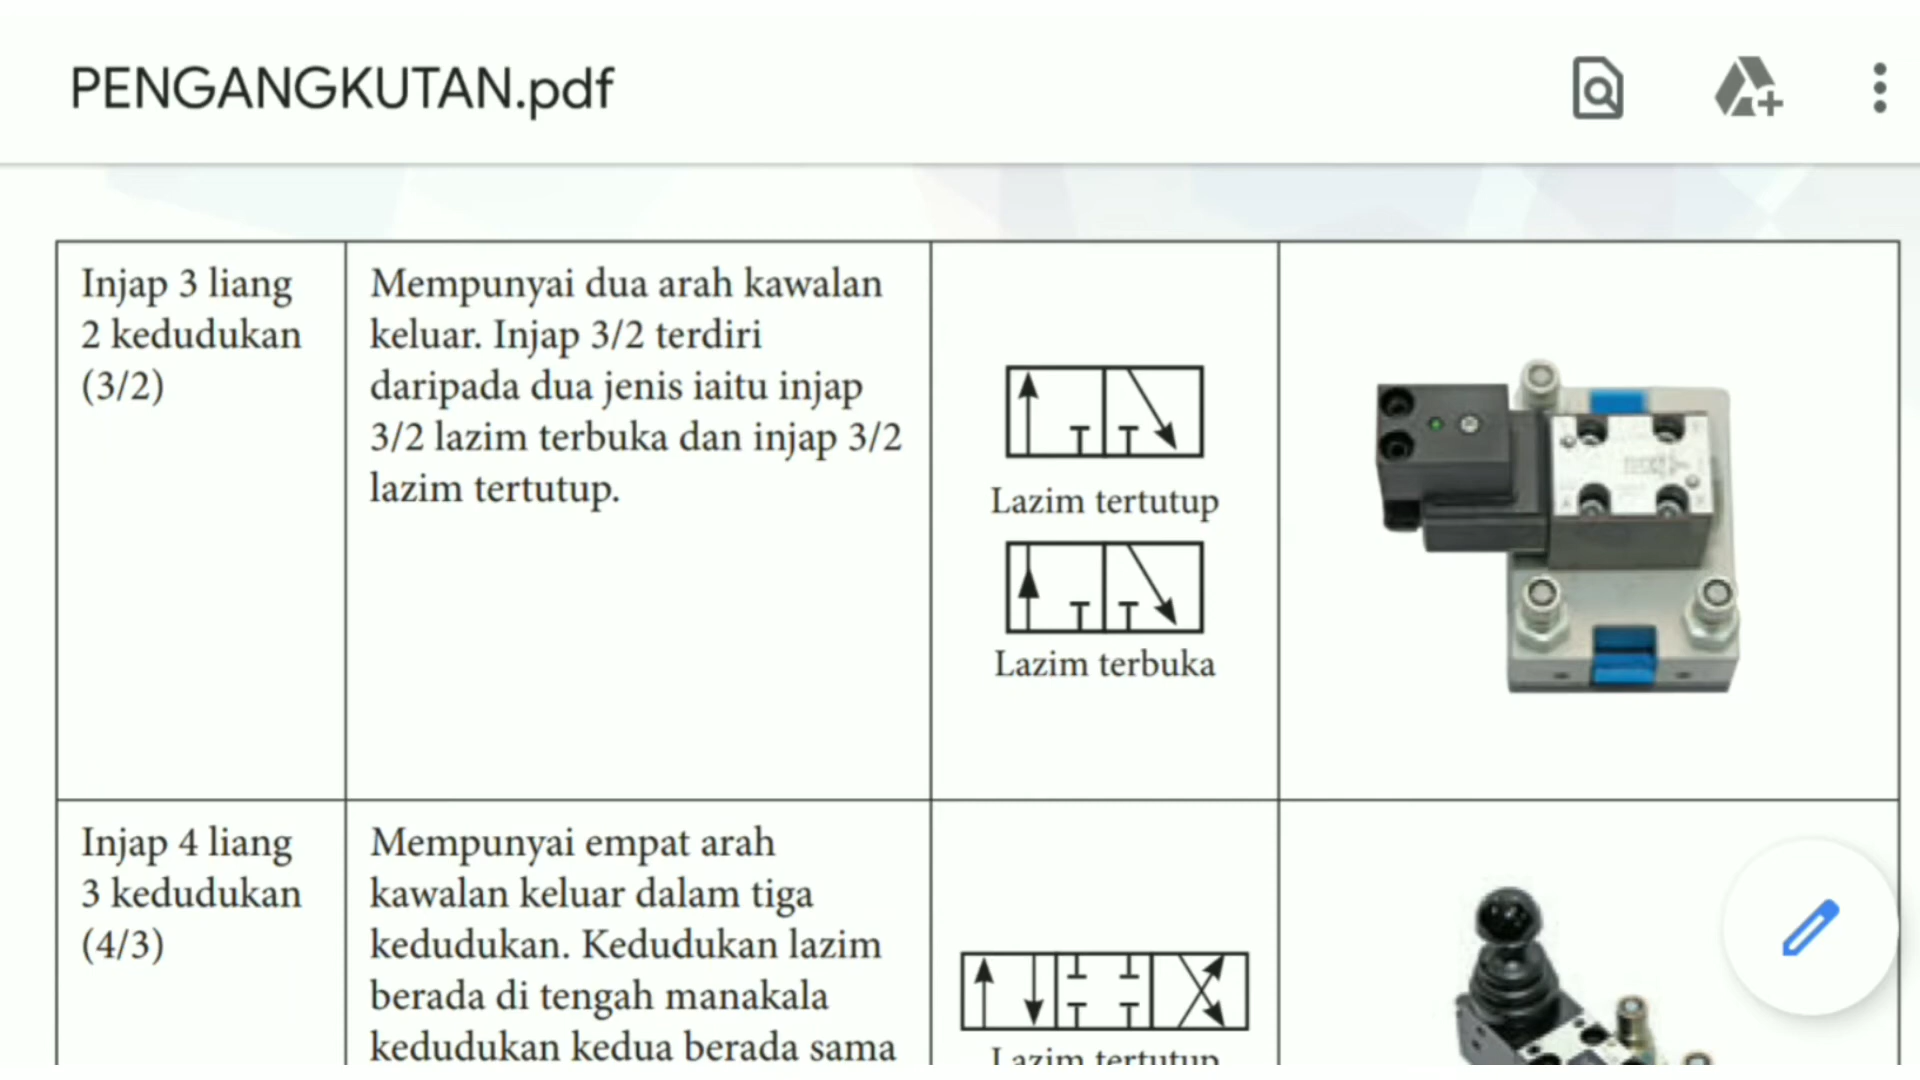 PENGANGKUTAN.pdf
Injap 3 liang
2 kedudukan
(3/2)
Mempunyai dua arah kawalan
keluar. Injap 3/2 terdiri
daripada dua jenis iaitu injap
3/2 lazim terbuka dan injap 3/2
lazim tertutup.
Lazim tertutup
Lazim terbuka
Injap 4 liang
3 kedudukan
(4/3)
Mempunyai empat arah
kawalan keluar dalam tiga
kedudukan. Kedudukan lazim
berada di tengah manakala
kedudukan kedua berada sama
Lazim tertutup